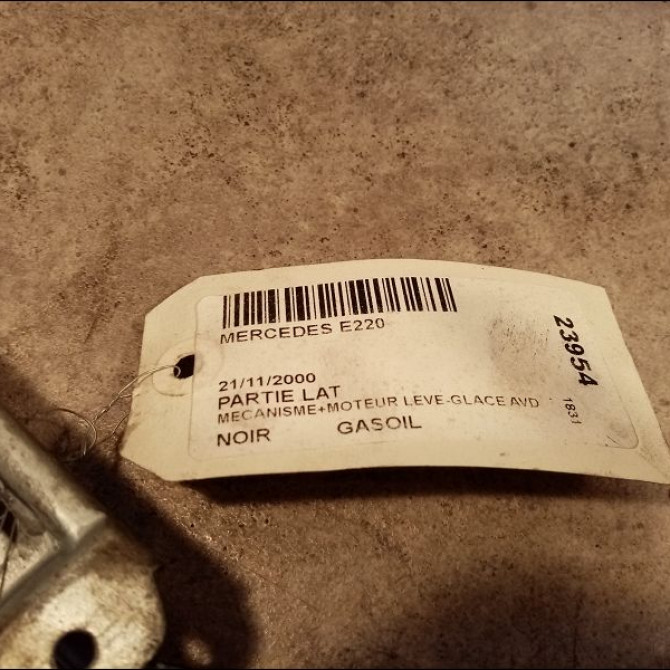 MERCEDES E220
21/11/2000
PARTIE LAT
MECANISME+MOTEUR LEVE-GLACE AVD
NOIR GASOIL
23954
1831